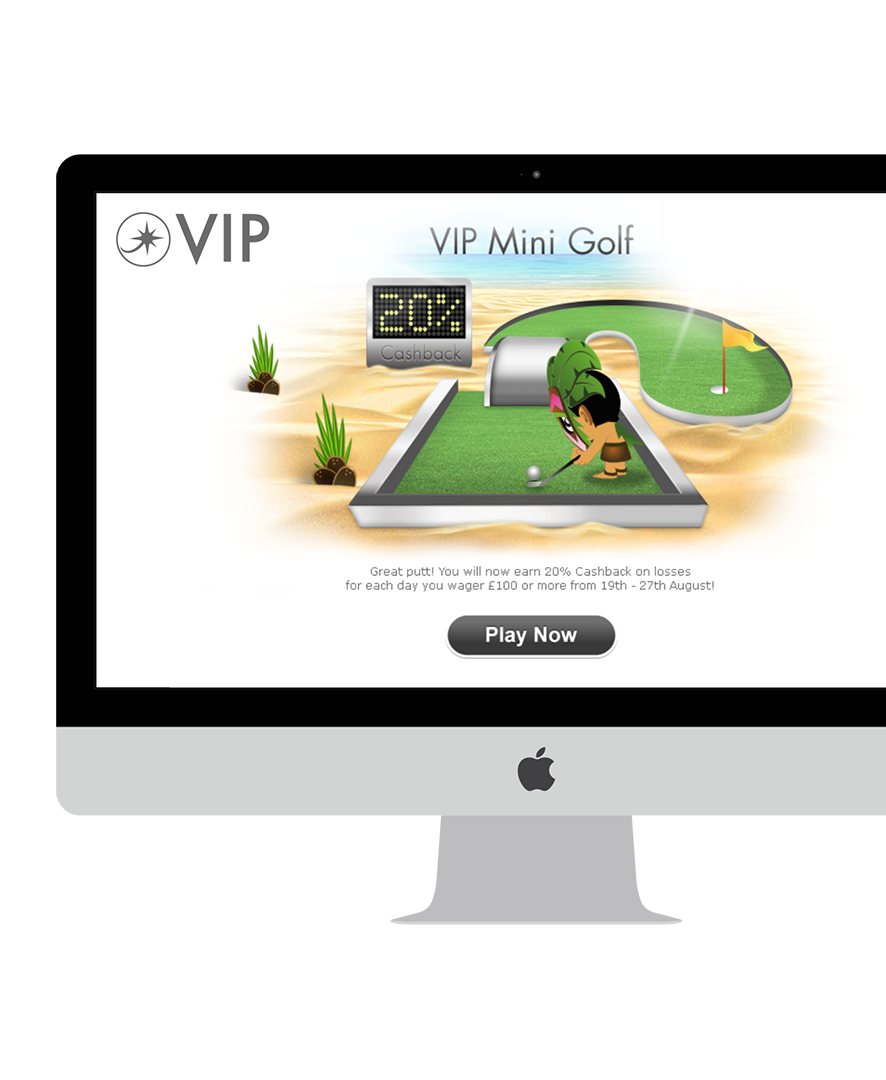 VIP
VIP Mini Golf
20%
Cashback
Great putt! You will now earn 20% Cashback on losses
for each day you wager £100 or more from 19th - 27th August!
Play Now